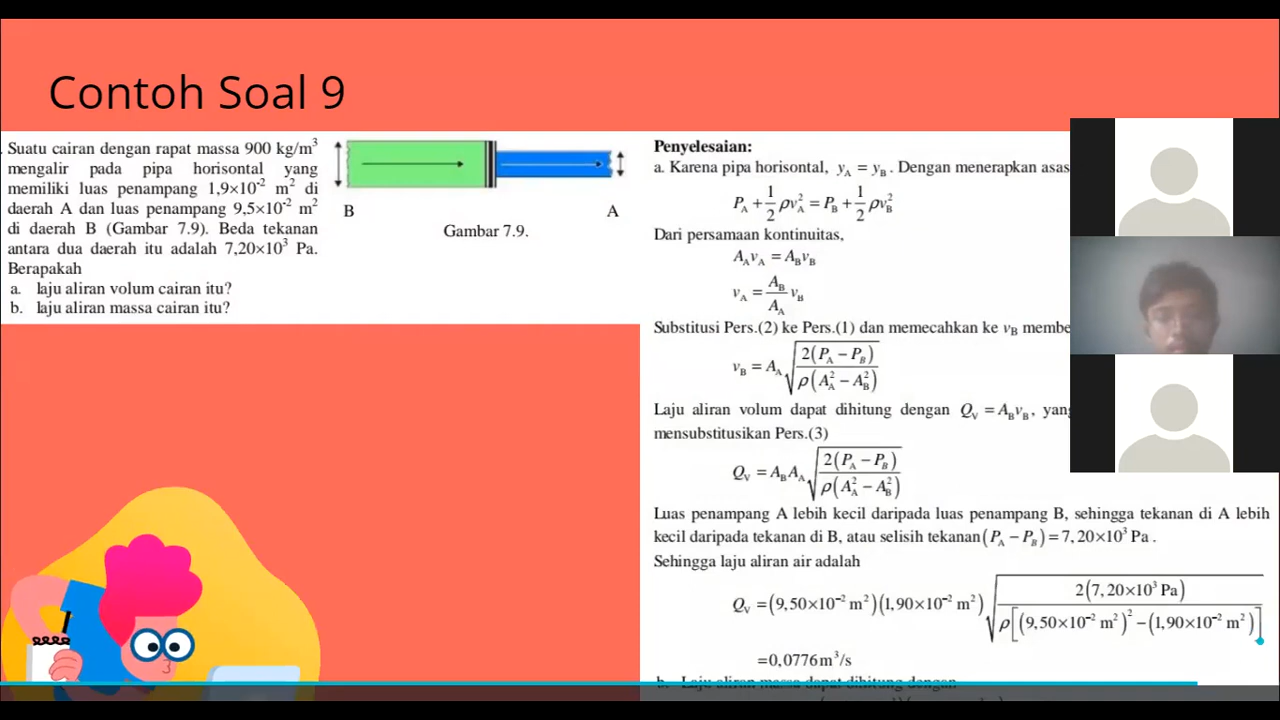 Contoh Soal 9
Suatu cairan dengan rapat massa 900 kg/m³
mengalir pada pipa horisontal yang
memiliki luas penampang 1,9×10⁻² m² di
daerah A dan luas penampang 9,5×10⁻² m²
di daerah B (Gambar 7.9). Beda tekanan
antara dua daerah itu adalah 7,20×10³ Pa.
Berapakah
a. laju aliran volum cairan itu?
b. laju aliran massa cairan itu?
B A
Gambar 7.9.
Penyelesaian:
a. Karena pipa horisontal, y_A = y_B. Dengan menerapkan asas
P_A + 1/2 ρv_A² = P_B + 1/2 ρv_B²
Dari persamaan kontinuitas,
A_A v_A = A_B v_B
v_A = A_B/A_A v_B
Substitusi Pers.(2) ke Pers.(1) dan memecahkan ke v_B membe
v_B = A_A √(2(P_A − P_B) / ρ(A_A² − A_B²))
Laju aliran volum dapat dihitung dengan Q_V = A_B v_B, yang
mensubstitusikan Pers.(3)
Q_V = A_B A_A √(2(P_A − P_B) / ρ(A_A² − A_B²))
Luas penampang A lebih kecil daripada luas penampang B, sehingga tekanan di A lebih
kecil daripada tekanan di B, atau selisih tekanan (P_A − P_B) = 7,20×10³ Pa.
Sehingga laju aliran air adalah
Q_V = (9,50×10⁻² m²)(1,90×10⁻² m²) √(2(7,20×10³ Pa) / ρ[(9,50×10⁻² m²)² − (1,90×10⁻² m²)])
=0,0776 m³/s
b. Laju aliran massa dapat dihitung dengan